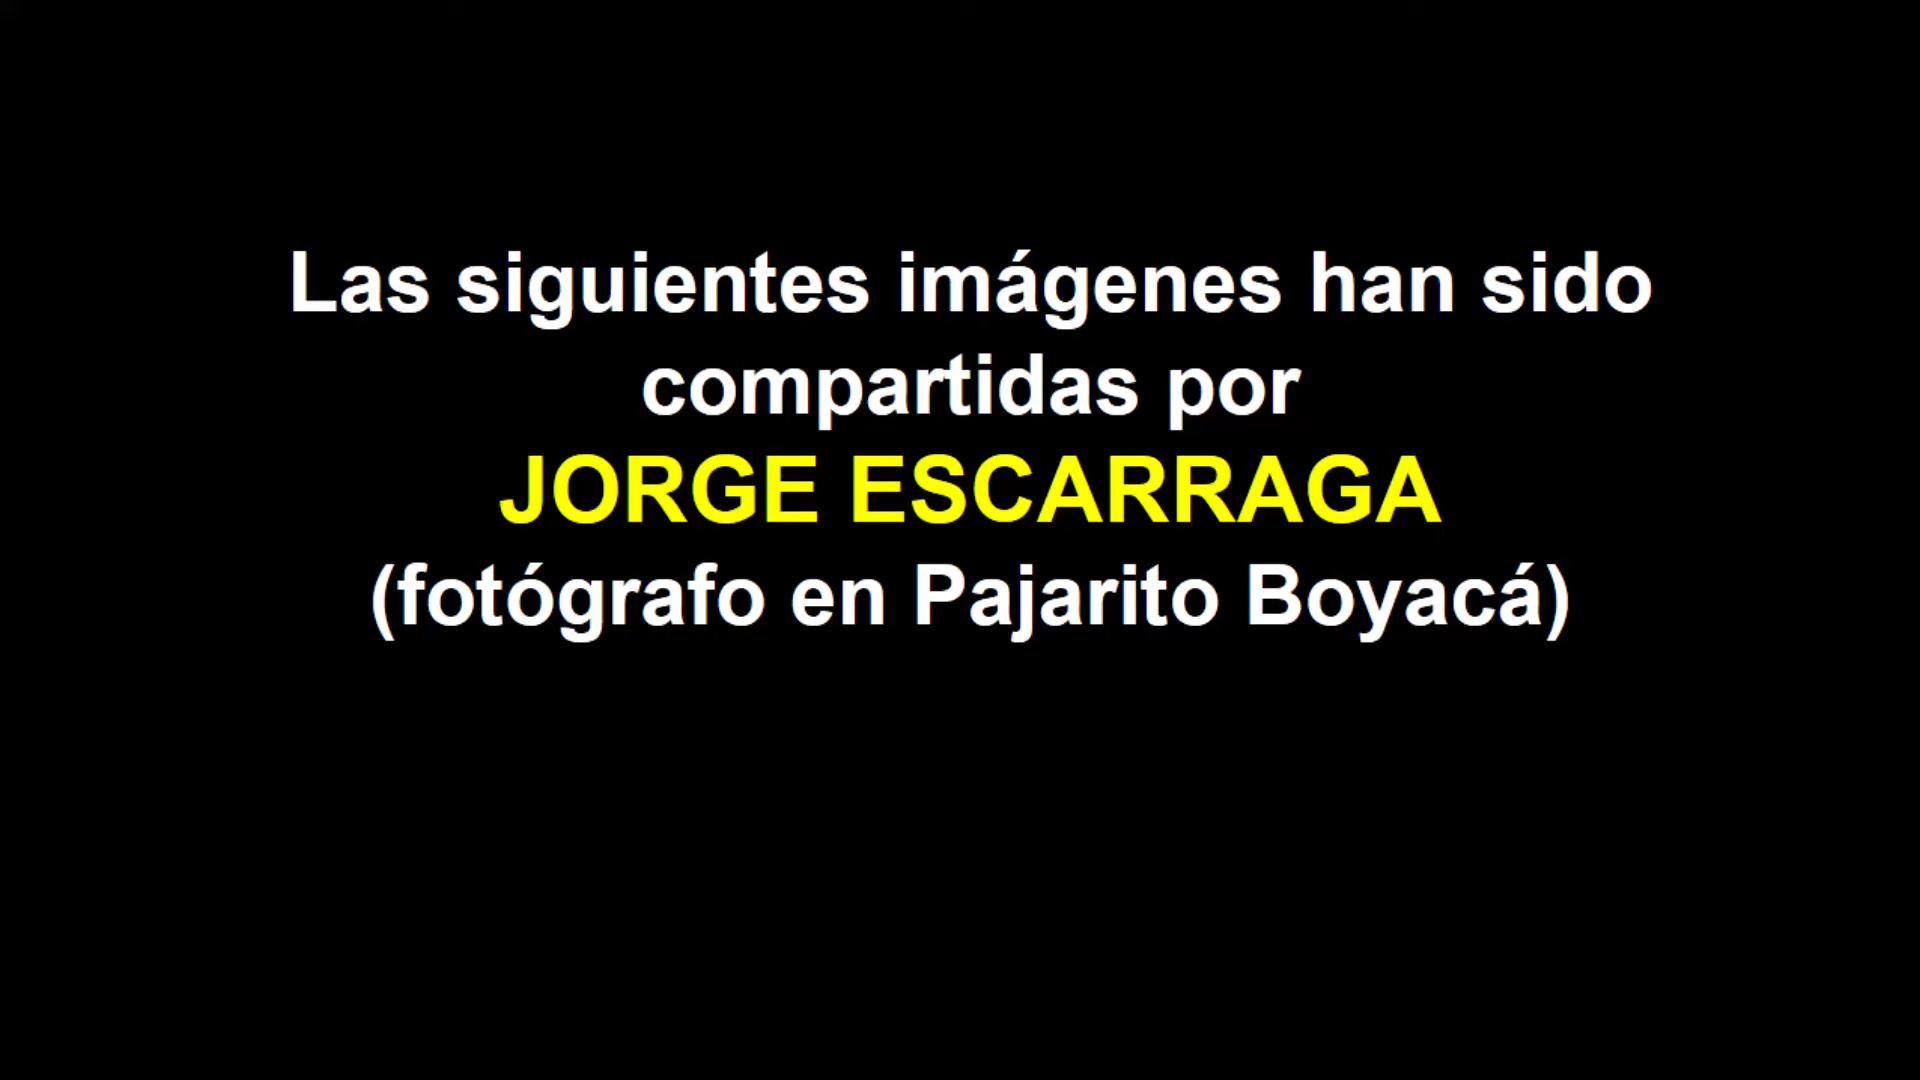 Las siguientes imágenes han sido
compartidas por
JORGE ESCARRAGA
(fotógrafo en Pajarito Boyacá)